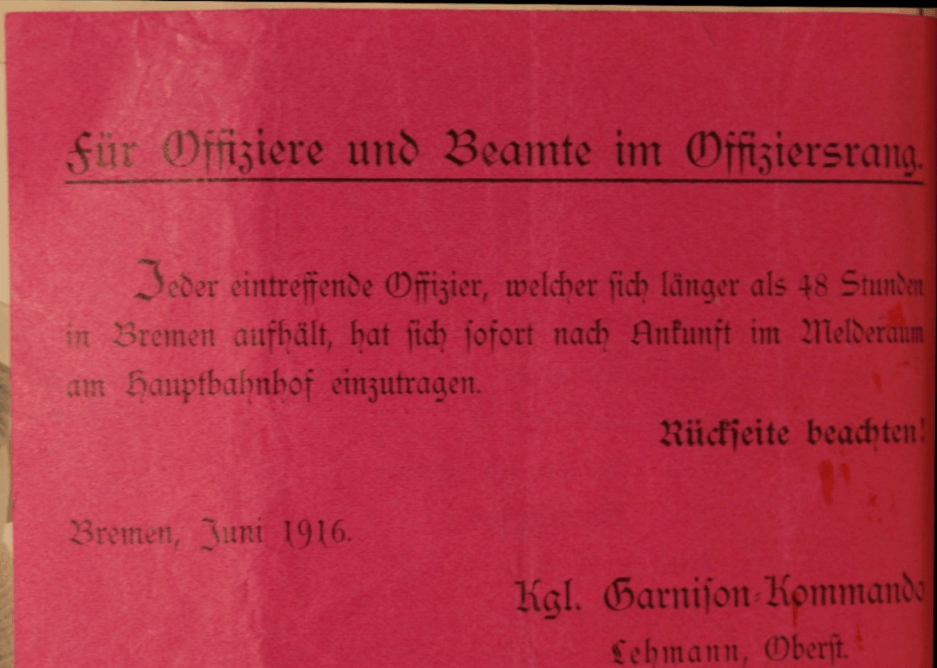 Für Offiziere und Beamte im Offiziersrang.
Jeder eintreffende Offizier, welcher sich länger als 48 Stunden
in Bremen aufhält, hat sich sofort nach Ankunft im Melderaum
am Hauptbahnhof einzutragen.
Rückseite beachten!
Bremen, Juni 1916.
Kgl. Garnison-Kommando
Lehmann, Oberst.